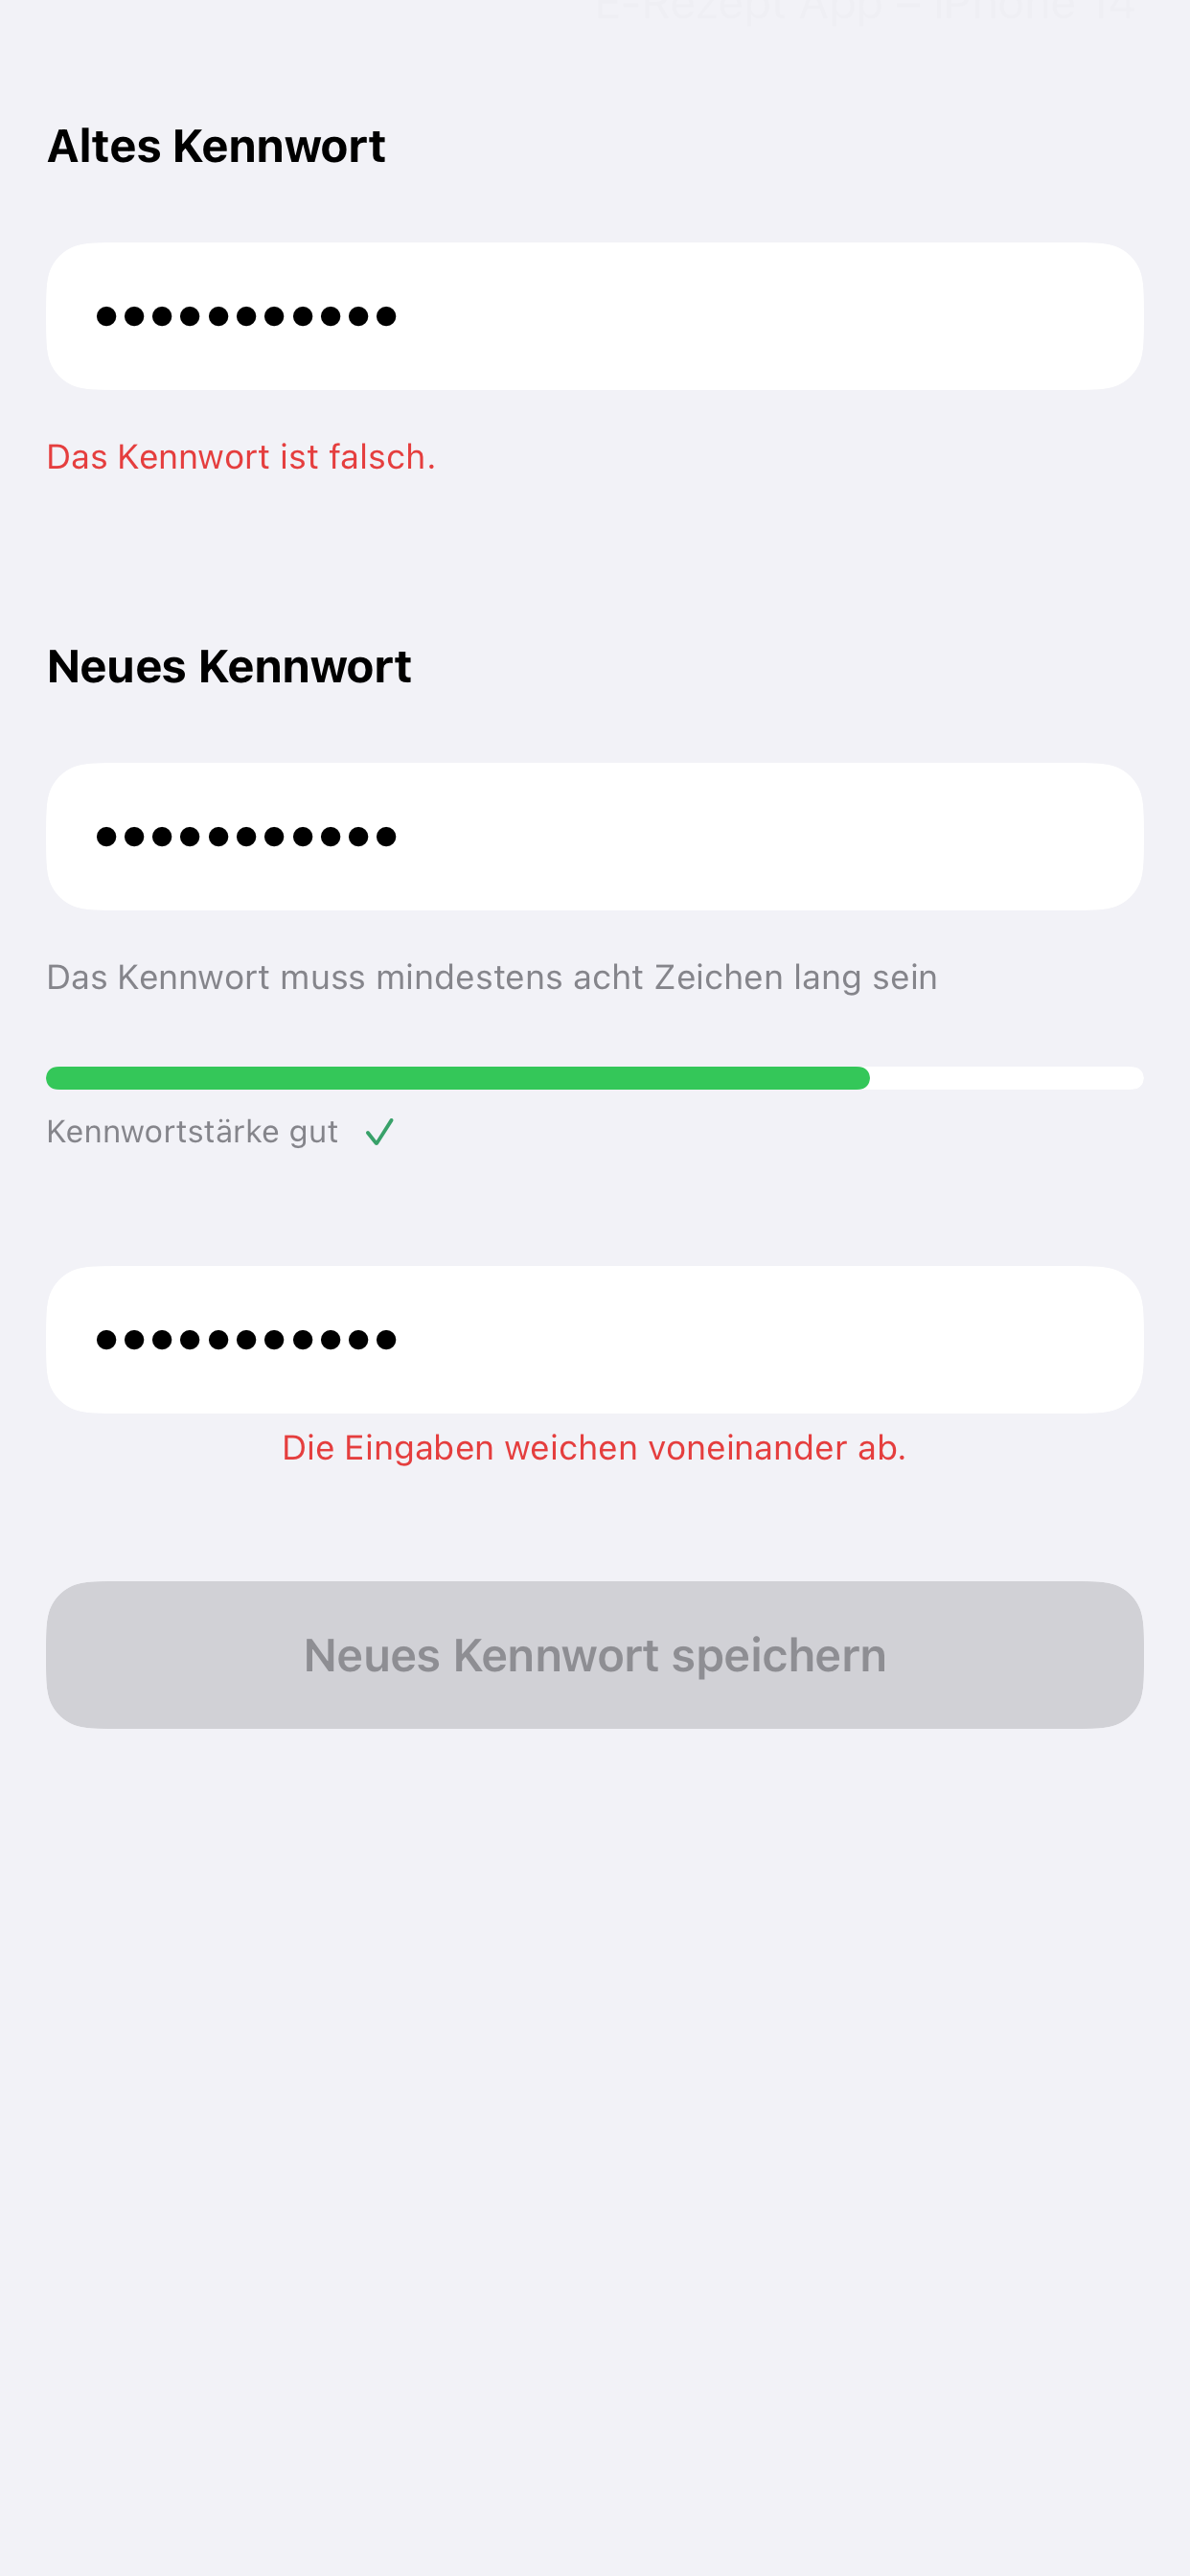 E-Rezept App – iPhone 14
Altes Kennwort
•••••••••••
Das Kennwort ist falsch.
Neues Kennwort
•••••••••••
Das Kennwort muss mindestens acht Zeichen lang sein
Kennwortstärke gut ✓
•••••••••••
Die Eingaben weichen voneinander ab.
Neues Kennwort speichern